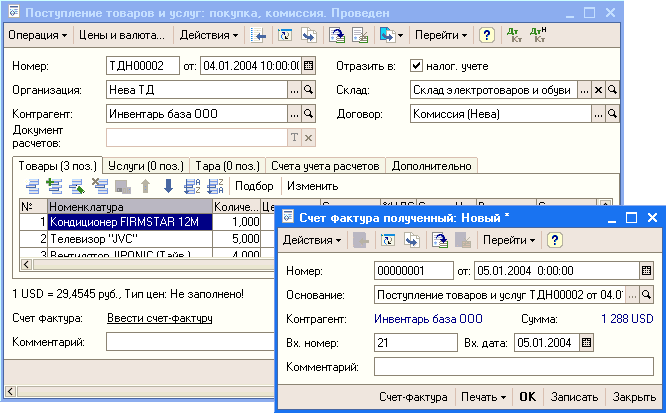 Поступление товаров и услуг: покупка, комиссия. Проведен
Операция Цены и валюта... Действия Перейти Дт Кт ДтН Кт
Номер: ТДН00002 от: 04.01.2004 10:00:00 Отразить в: налог. учете
Организация: Нева ТД Склад: Склад электротоваров и обуви
Контрагент: Инвентарь база ООО Договор: Комиссия (Нева)
Документ расчетов:
Товары (3 поз.) Услуги (0 поз.) Тара (0 поз.) Счета учета расчетов Дополнительно
Подбор Изменить
№ Номенклатура Количе...
1 Кондиционер FIRMSTAR 12М 1,000
2 Телевизор "JVC" 5,000
3 4,000
1 USD = 29,4545 руб., Тип цен: Не заполнено!
Счет фактура: Ввести счет-фактуру
Комментарий:
Счет фактура полученный: Новый *
Действия Перейти
Номер: 00000001 от: 05.01.2004 0:00:00
Основание: Поступление товаров и услуг ТДН00002 от 04.0
Контрагент: Инвентарь база ООО Сумма: 1 288 USD
Вх. номер: 21 Вх. дата: 05.01.2004
Комментарий:
Счет-фактура Печать OK Записать Закрыть